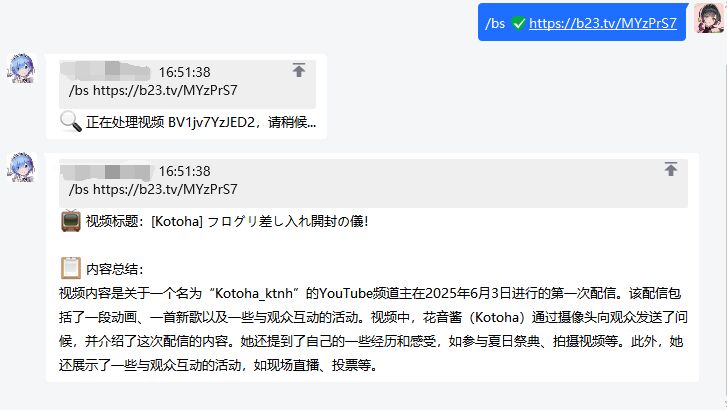 /bs ✅https://b23.tv/MYzPrS7
16:51:38
/bs https://b23.tv/MYzPrS7
🔍 正在处理视频 BV1jv7YzJED2，请稍候...
16:51:38
/bs https://b23.tv/MYzPrS7
📺 视频标题：[Kotoha] フログリ差し入れ開封の儀！
📋 内容总结：
视频内容是关于一个名为“Kotoha_ktnh”的YouTube频道主在2025年6月3日进行的第一次配信。该配信包
括了一段动画、一首新歌以及一些与观众互动的活动。视频中，花音酱（Kotoha）通过摄像头向观众发送了问
候，并介绍了这次配信的内容。她还提到了自己的一些经历和感受，如参与夏日祭典、拍摄视频等。此外，她
还展示了一些与观众互动的活动，如现场直播、投票等。